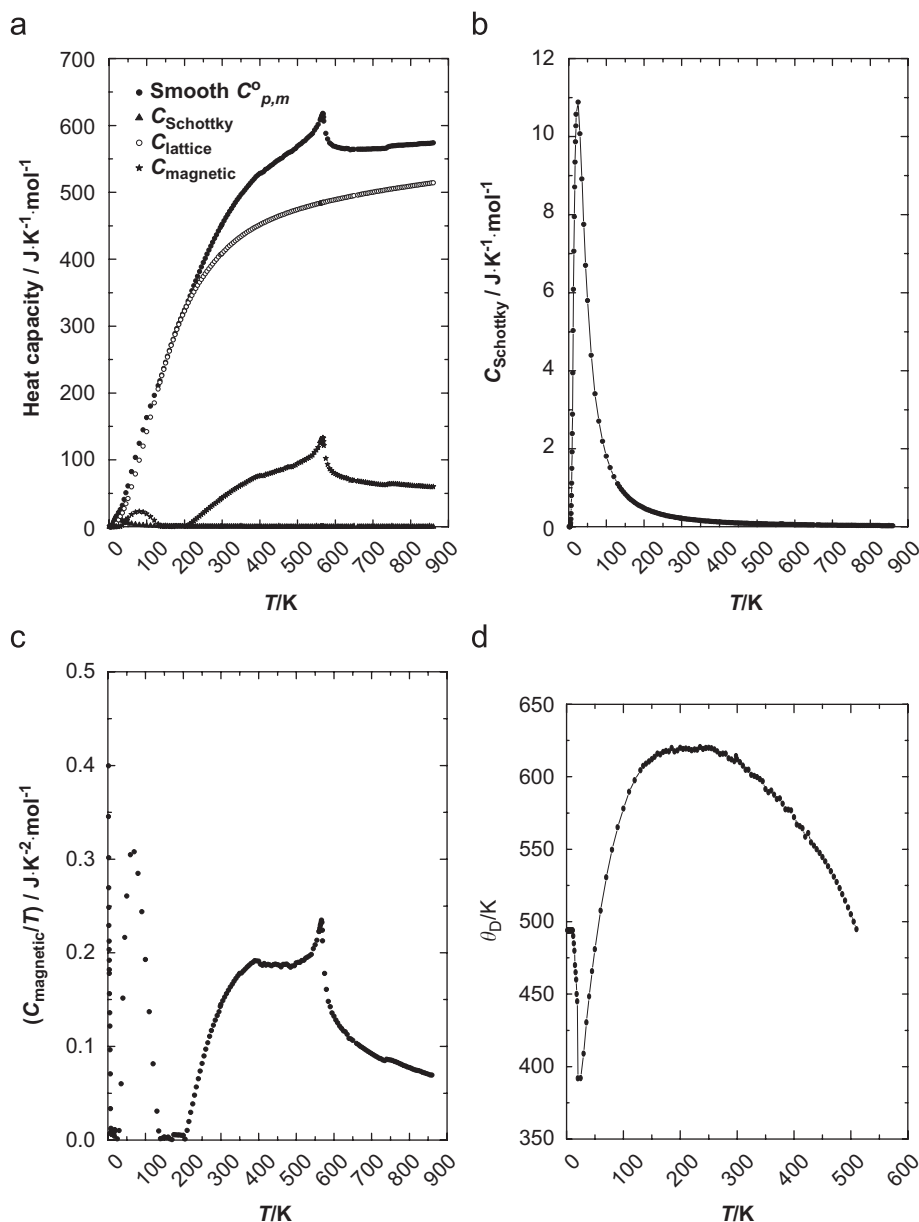 a
700
600
500
400
300
200
100
0
Heat capacity / J·K⁻¹·mol⁻¹
Smooth C°p,m
CSchottky
Clattice
Cmagnetic
0 100 200 300 400 500 600 700 800 900
T/K
b
12
10
8
6
4
2
0
CSchottky / J·K⁻¹·mol⁻¹
0 100 200 300 400 500 600 700 800 900
T/K
c
0.5
0.4
0.3
0.2
0.1
0.0
(Cmagnetic/T) / J·K⁻²·mol⁻¹
0 100 200 300 400 500 600 700 800 900
T/K
d
650
600
550
500
450
400
350
θD/K
0 100 200 300 400 500 600
T/K